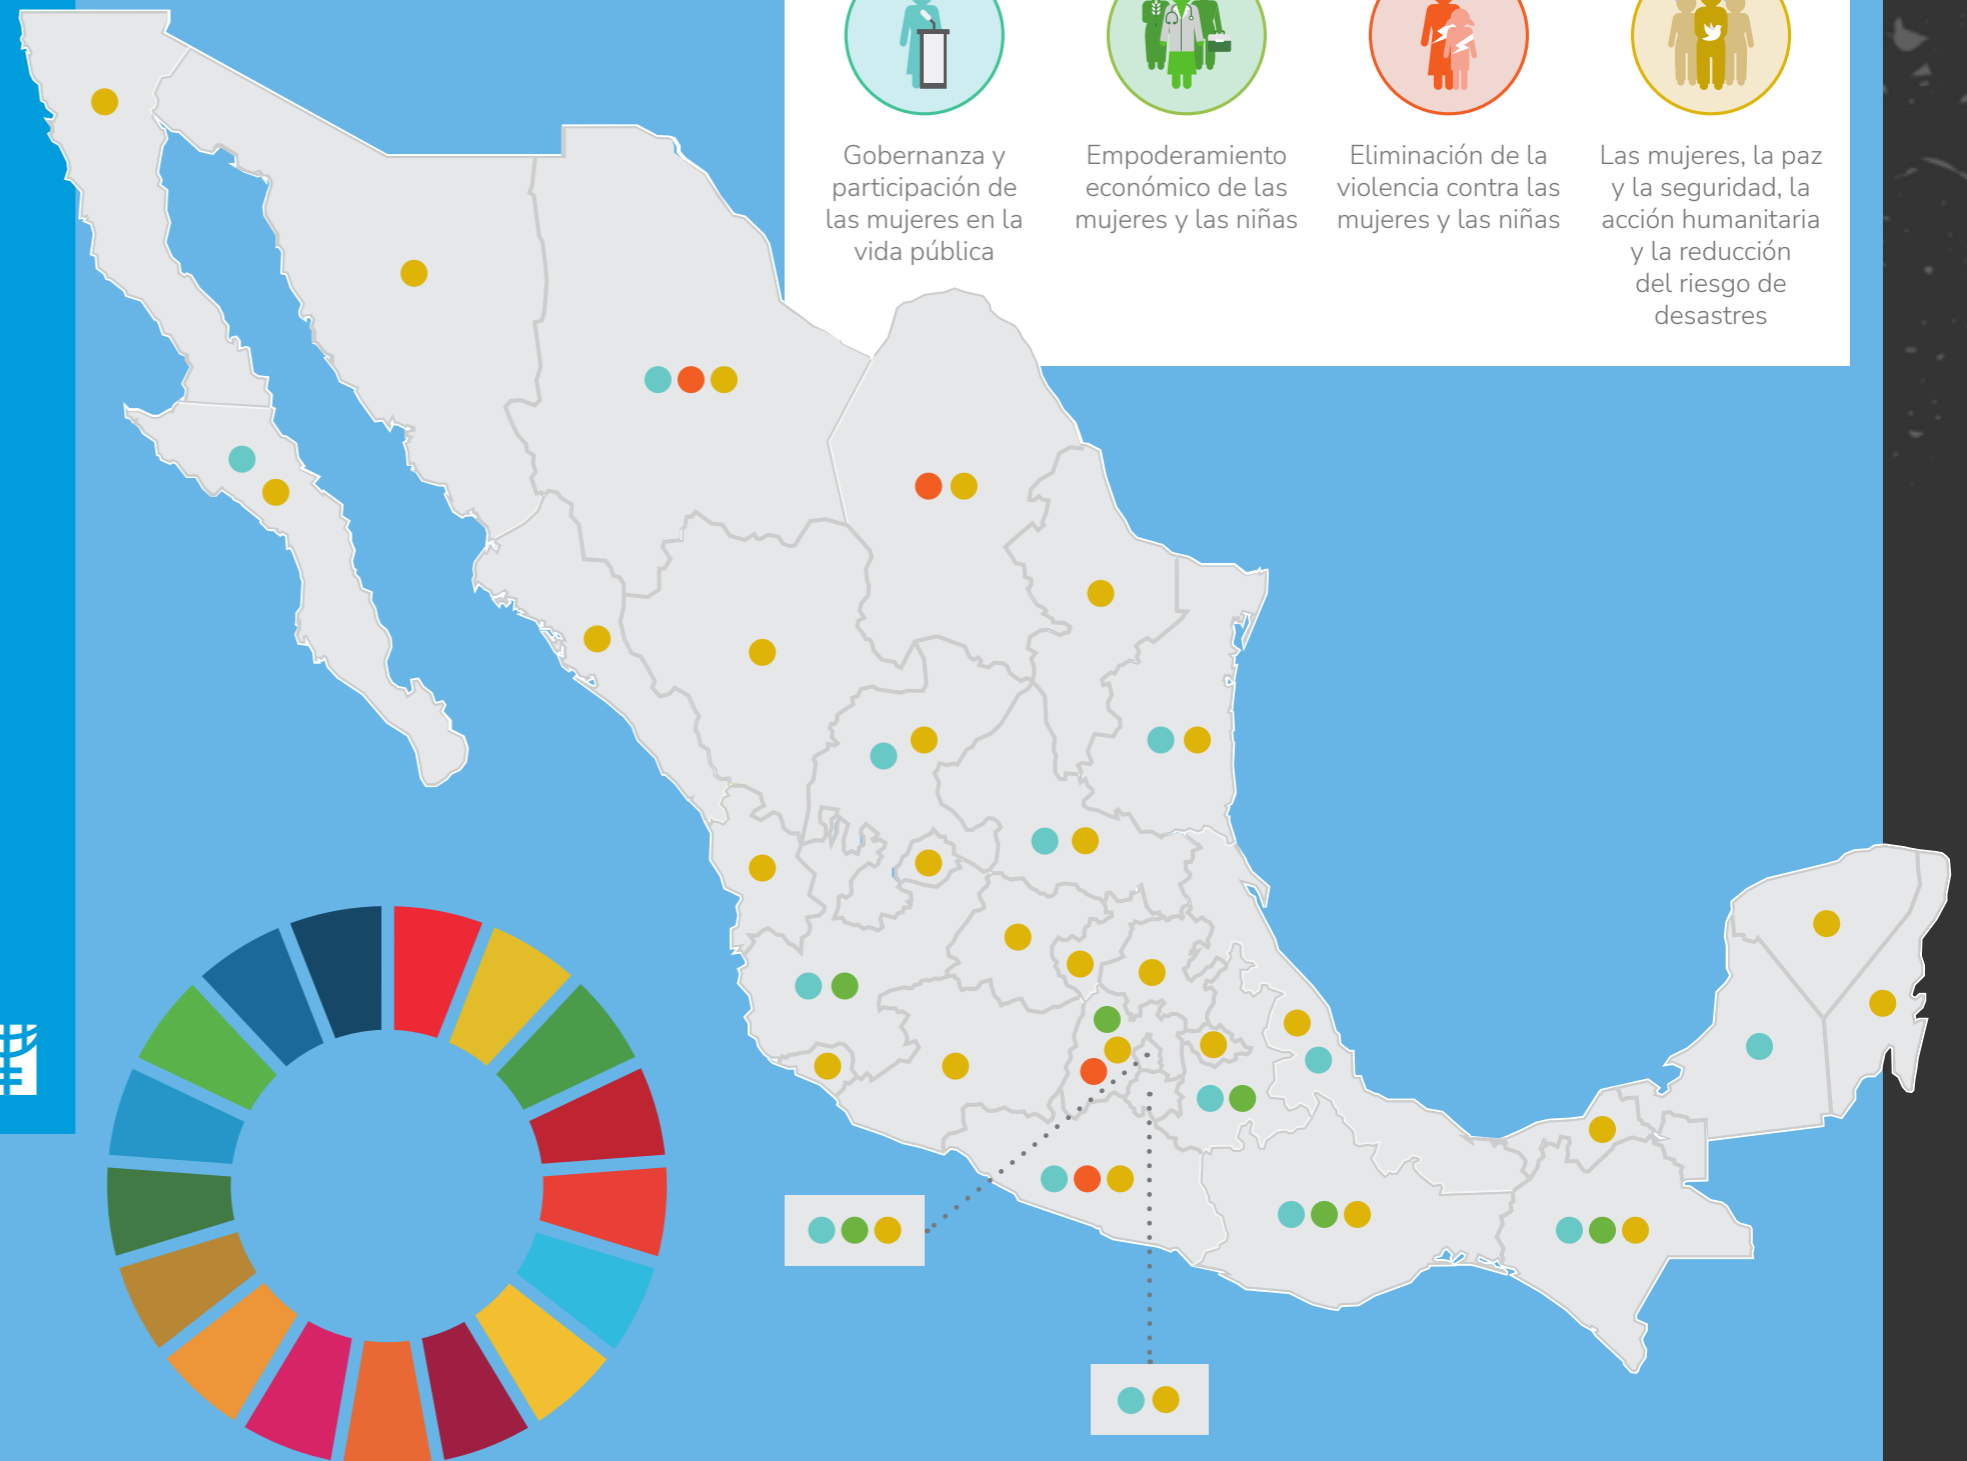 Gobernanza y
participación de
las mujeres en la
vida pública
Empoderamiento
económico de las
mujeres y las niñas
Eliminación de la
violencia contra las
mujeres y las niñas
Las mujeres, la paz
y la seguridad, la
acción humanitaria
y la reducción
del riesgo de
desastres